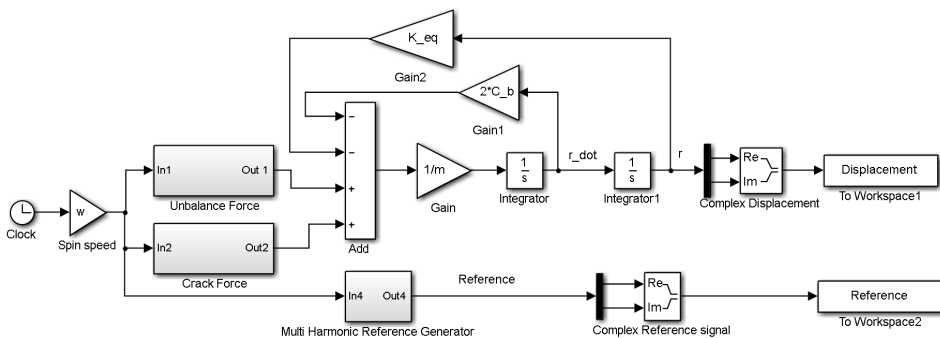 K_eq
Gain2
2*C_b
Gain1
−
−
+
+
Add
1/m
Gain
1
s
Integrator
r_dot
1
s
Integrator1
r
Re
Im
Complex Displacement
Displacement
To Workspace1
Clock
w
Spin speed
In1
Out 1
Unbalance Force
In2
Out2
Crack Force
In4
Out4
Multi Harmonic Reference Generator
Reference
Re
Im
Complex Reference signal
Reference
To Workspace2